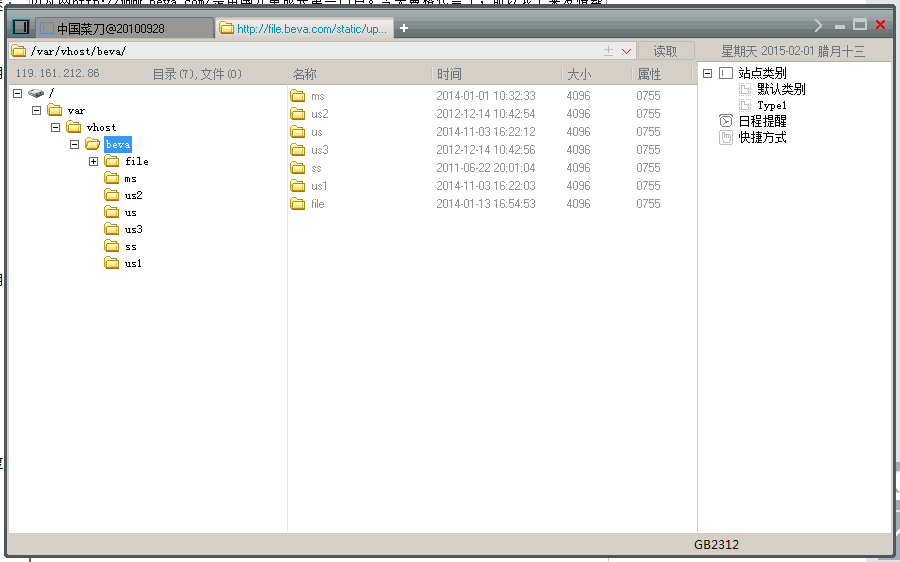 中国菜刀@20100928
http://file.beva.com/static/up...
/var/vhost/beva/
读取
星期天 2015-02-01 腊月十三
119.161.212.86
目录(7),文件(0)
名称 时间 大小 属性
/
var
vhost
beva
file
ms
us2
us
us3
ss
us1
ms 2014-01-01 10:32:33 4096 0755
us2 2012-12-14 10:42:54 4096 0755
us 2014-11-03 16:22:12 4096 0755
us3 2012-12-14 10:42:56 4096 0755
ss 2011-06-22 20:01:04 4096 0755
us1 2014-11-03 16:22:03 4096 0755
file 2014-01-13 16:54:53 4096 0755
站点类别
默认类别
Type1
日程提醒
快捷方式
GB2312